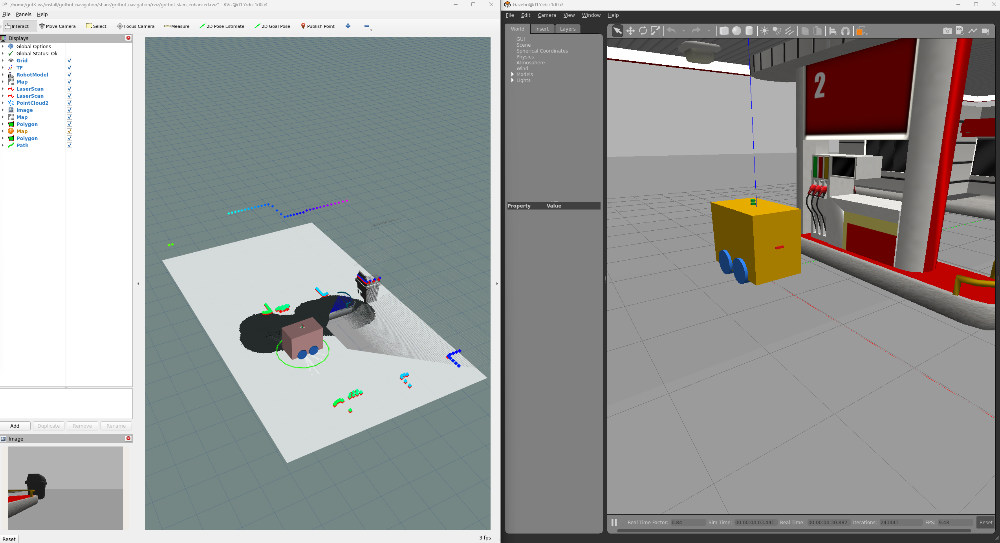 /home/grit3_ws/install/gritbot_navigation/share/gritbot_navigation/rviz/gritbot_slam_enhanced.rviz* - RViz@d155dcc1d0a3
File Panels Help
Interact Move Camera Select Focus Camera Measure 2D Pose Estimate 2D Goal Pose Publish Point
Displays
Global Options
Global Status: Ok
Grid
TF
RobotModel
Map
LaserScan
LaserScan
PointCloud2
Image
Map
Polygon
Map
Polygon
Path
Add Duplicate Remove Rename
Image
Reset
3 fps
Gazebo@d155dcc1d0a3
File Edit Camera View Window Help
World Insert Layers
GUI
Scene
Spherical Coordinates
Physics
Atmosphere
Wind
Models
Lights
Property Value
LOG
2
Real Time Factor: 0.84 Sim Time: 00 00:04:03.441 Real Time: 00 00:04:30.882 Iterations: 243441 FPS: 9.48 Reset